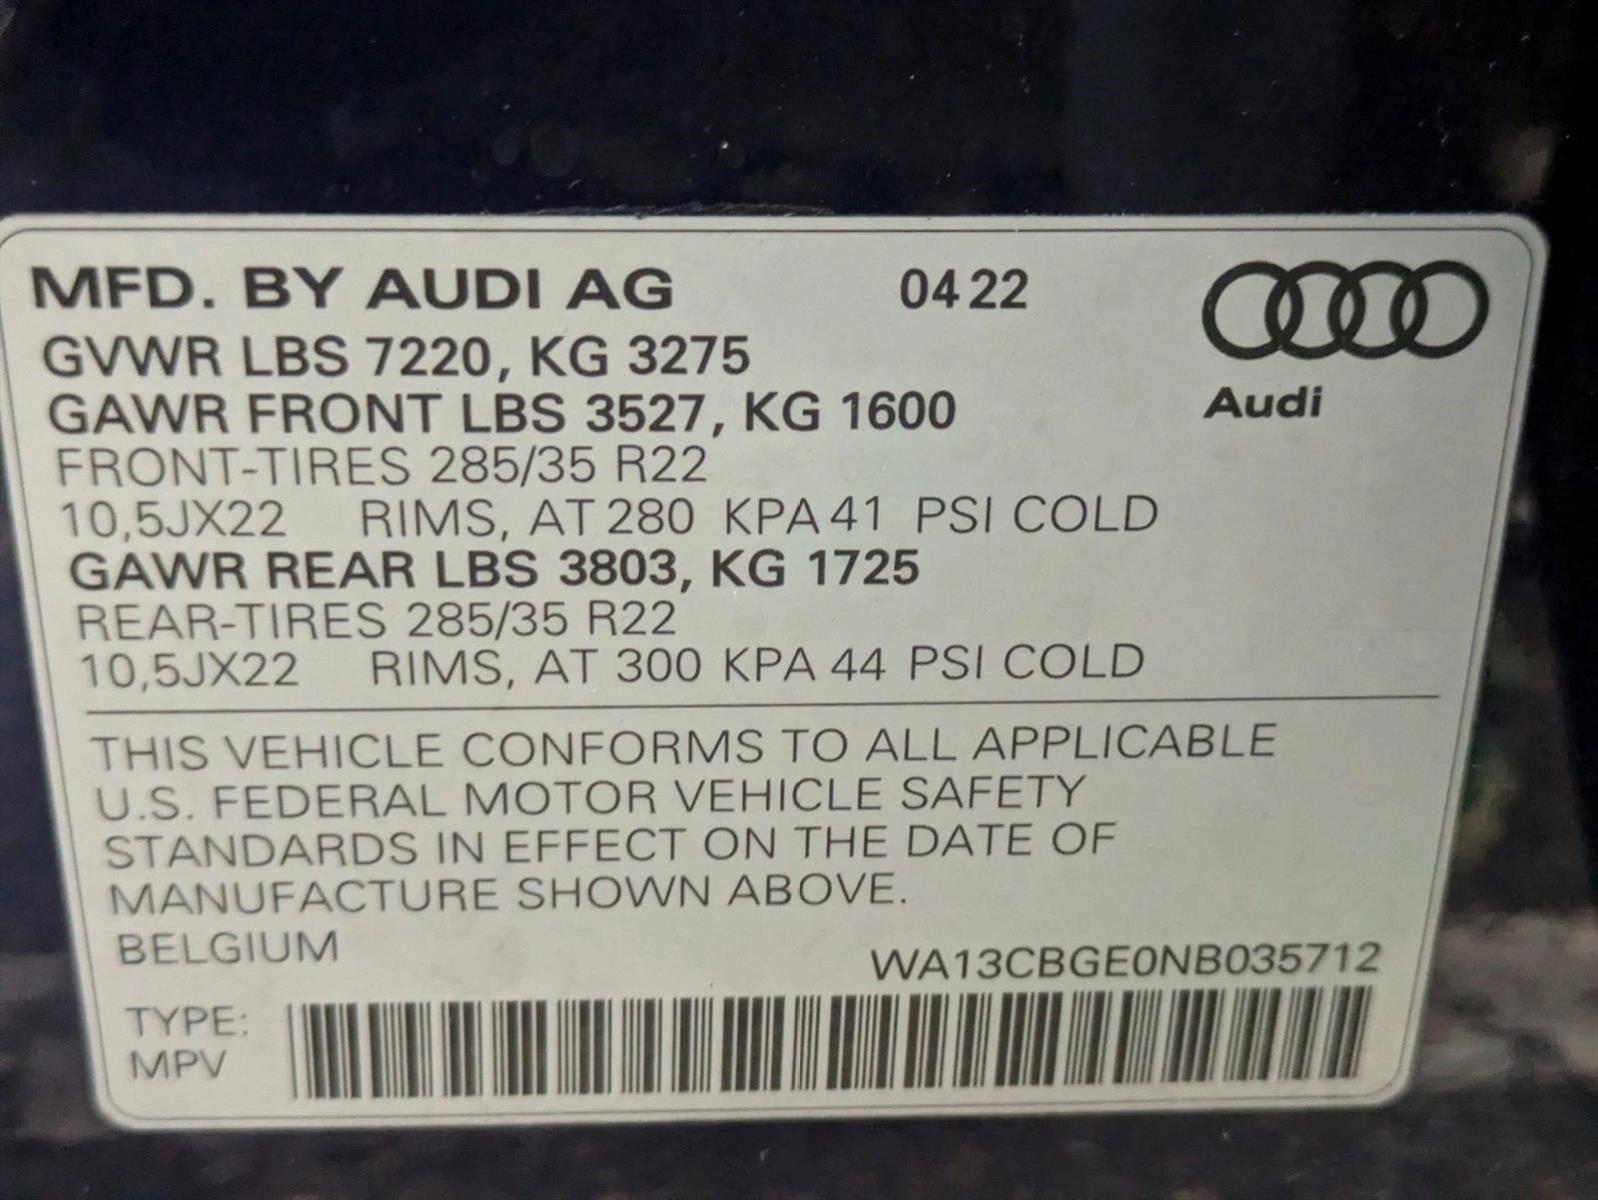 MFD. BY AUDI AG 04 22
GVWR LBS 7220, KG 3275
GAWR FRONT LBS 3527, KG 1600
Audi
FRONT-TIRES 285/35 R22
10,5JX22 RIMS, AT 280 KPA 41 PSI COLD
GAWR REAR LBS 3803, KG 1725
REAR-TIRES 285/35 R22
10,5JX22 RIMS, AT 300 KPA 44 PSI COLD
THIS VEHICLE CONFORMS TO ALL APPLICABLE
U.S. FEDERAL MOTOR VEHICLE SAFETY
STANDARDS IN EFFECT ON THE DATE OF
MANUFACTURE SHOWN ABOVE.
BELGIUM WA13CBGE0NB035712
TYPE:
MPV